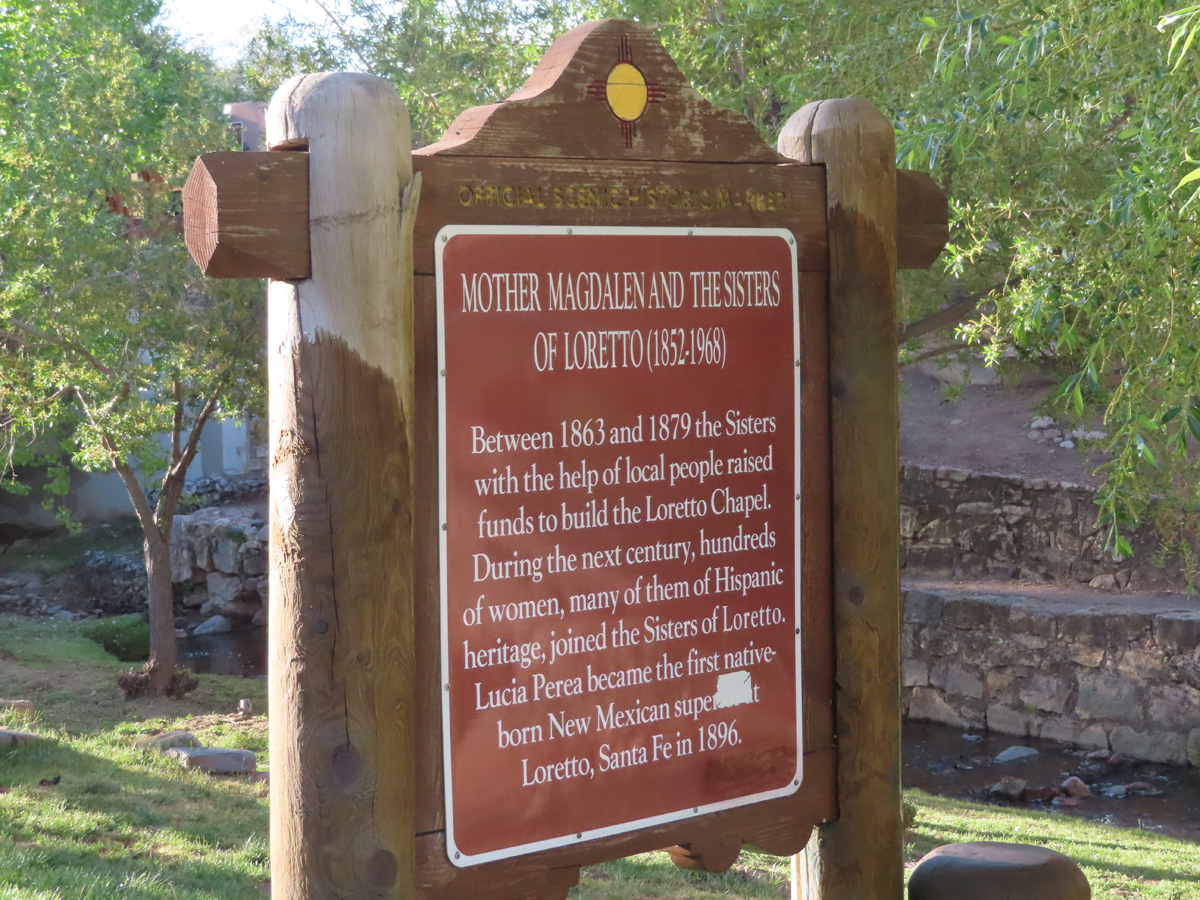 OFFICIAL SCENIC HISTORIC MARKER
MOTHER MAGDALEN AND THE SISTERS
OF LORETTO (1852-1968)
Between 1863 and 1879 the Sisters
with the help of local people raised
funds to build the Loretto Chapel.
During the next century, hundreds
of women, many of them of Hispanic
heritage, joined the Sisters of Loretto.
Lucia Perea became the first native-
born New Mexican
Loretto, Santa Fe in 1896.